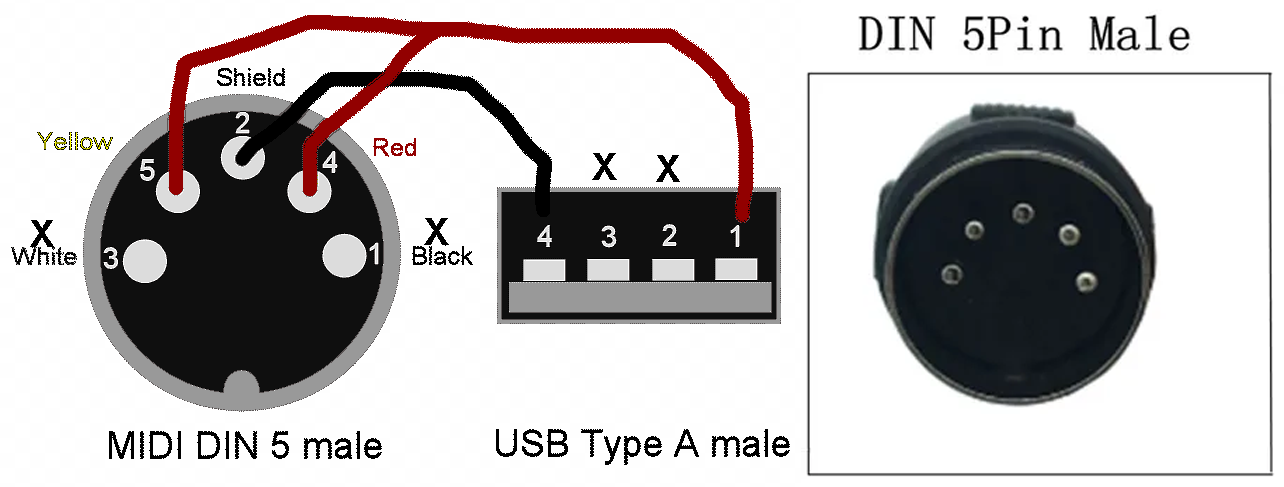 DIN 5Pin Male
Shield
2
Yellow
Red
5
4
X
X
X
X
White
3
1
Black
4
3
2
1
MIDI DIN 5 male
USB Type A male